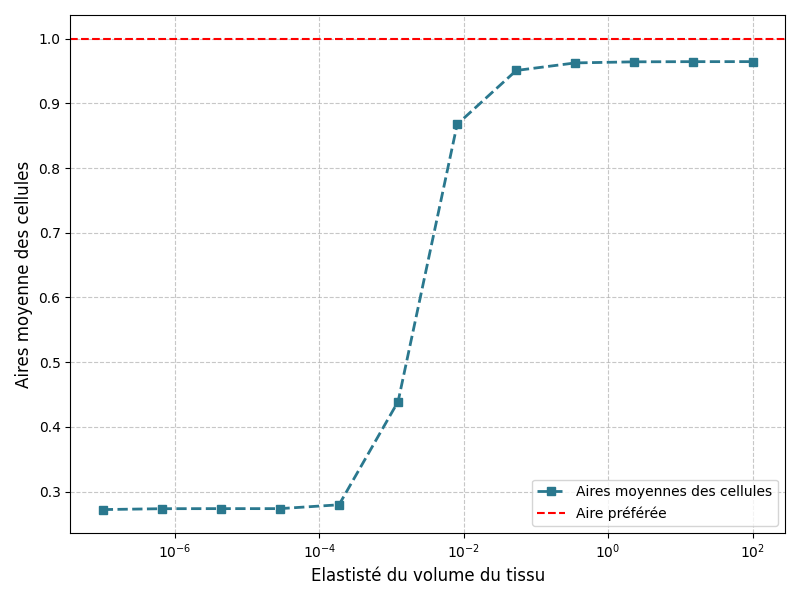 1.0
0.9
0.8
0.7
0.6
0.5
0.4
0.3
Aires moyenne des cellules
Aires moyennes des cellules
Aire préférée
10⁻⁶ 10⁻⁴ 10⁻² 10⁰ 10²
Elastisté du volume du tissu